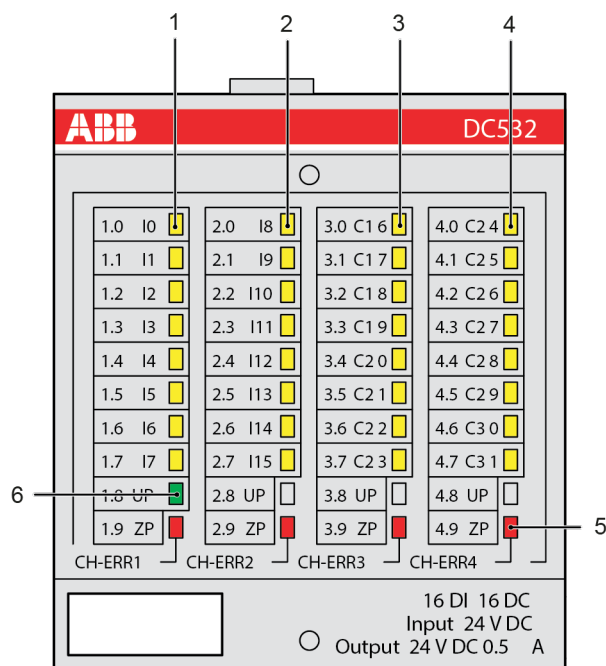 1 2 3 4
ABB DC532
1.0 I0 2.0 I8 3.0 C16 4.0 C24
1.1 I1 2.1 I9 3.1 C17 4.1 C25
1.2 I2 2.2 I10 3.2 C18 4.2 C26
1.3 I3 2.3 I11 3.3 C19 4.3 C27
1.4 I4 2.4 I12 3.4 C20 4.4 C28
1.5 I5 2.5 I13 3.5 C21 4.5 C29
1.6 I6 2.6 I14 3.6 C22 4.6 C30
1.7 I7 2.7 I15 3.7 C23 4.7 C31
6 1.8 UP 2.8 UP 3.8 UP 4.8 UP
1.9 ZP 2.9 ZP 3.9 ZP 4.9 ZP 5
CH-ERR1 CH-ERR2 CH-ERR3 CH-ERR4
16 DI 16 DC
Input 24 V DC
Output 24 V DC 0.5 A